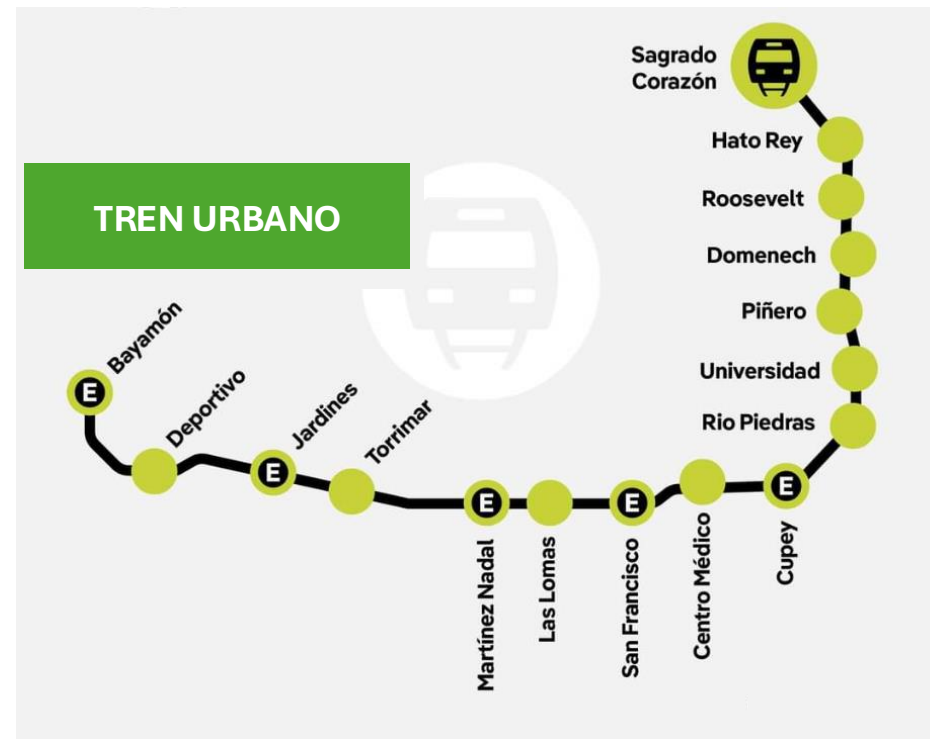 Sagrado
Corazón
Hato Rey
Roosevelt
TREN URBANO
Domenech
Piñero
Universidad
Rio Piedras
Bayamón
E
Deportivo
Jardines
E
Torrimar
Martínez Nadal
E
Las Lomas
San Francisco
E
Centro Médico
Cupey
E